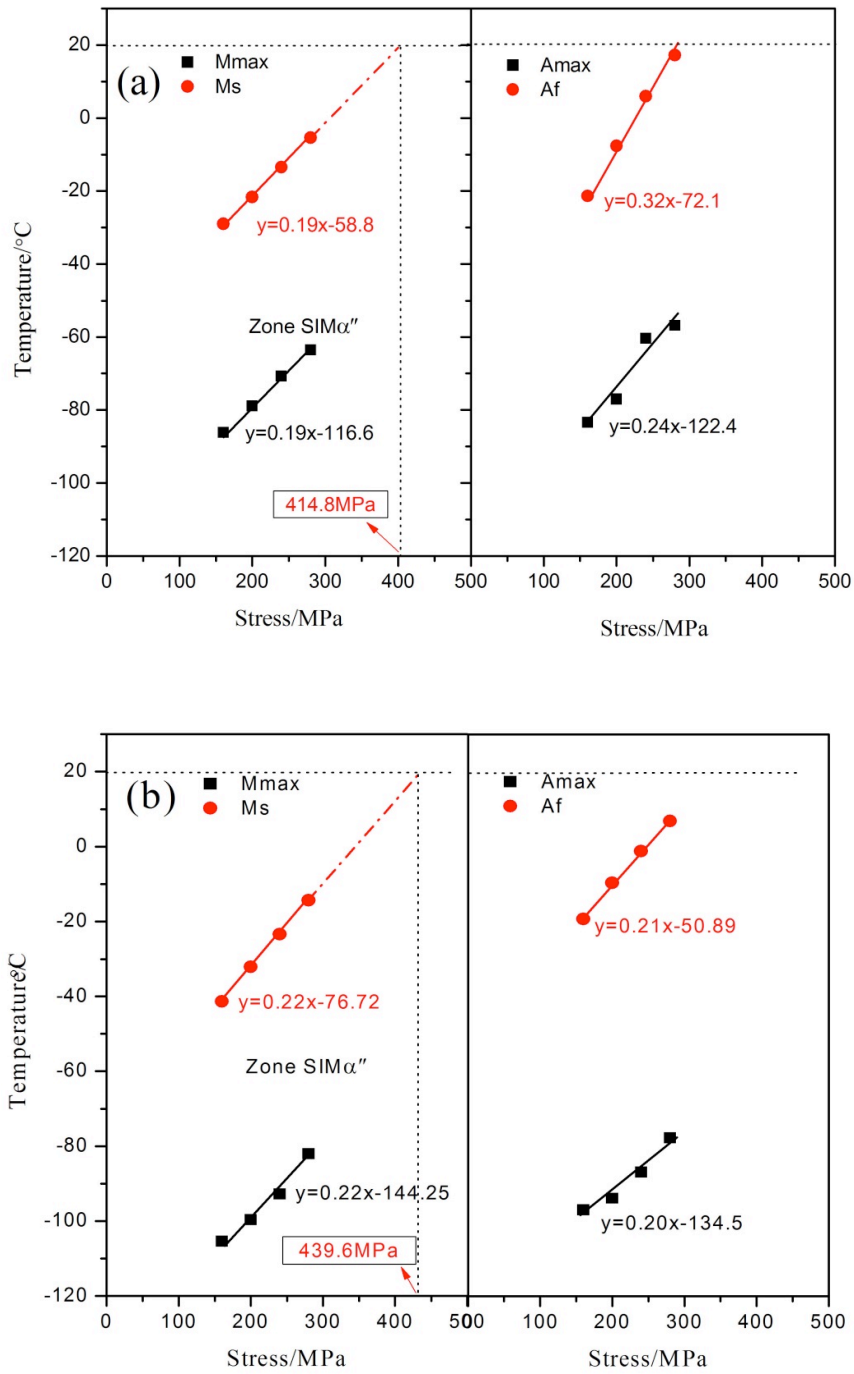 (a)
Mmax
Ms
y=0.19x-58.8
Zone SIMα″
y=0.19x-116.6
414.8MPa
Amax
Af
y=0.32x-72.1
y=0.24x-122.4
Temperature/°C
20
0
-20
-40
-60
-80
-100
-120
0 100 200 300 400 500 100 200 300 400 500
Stress/MPa Stress/MPa
(b)
Mmax
Ms
y=0.22x-76.72
Zone SIMα″
y=0.22x-144.25
439.6MPa
Amax
Af
y=0.21x-50.89
y=0.20x-134.5
20
0
-20
-40
-60
-80
-100
-120
0 100 200 300 400 100 200 300 400 500
Stress/MPa Stress/MPa